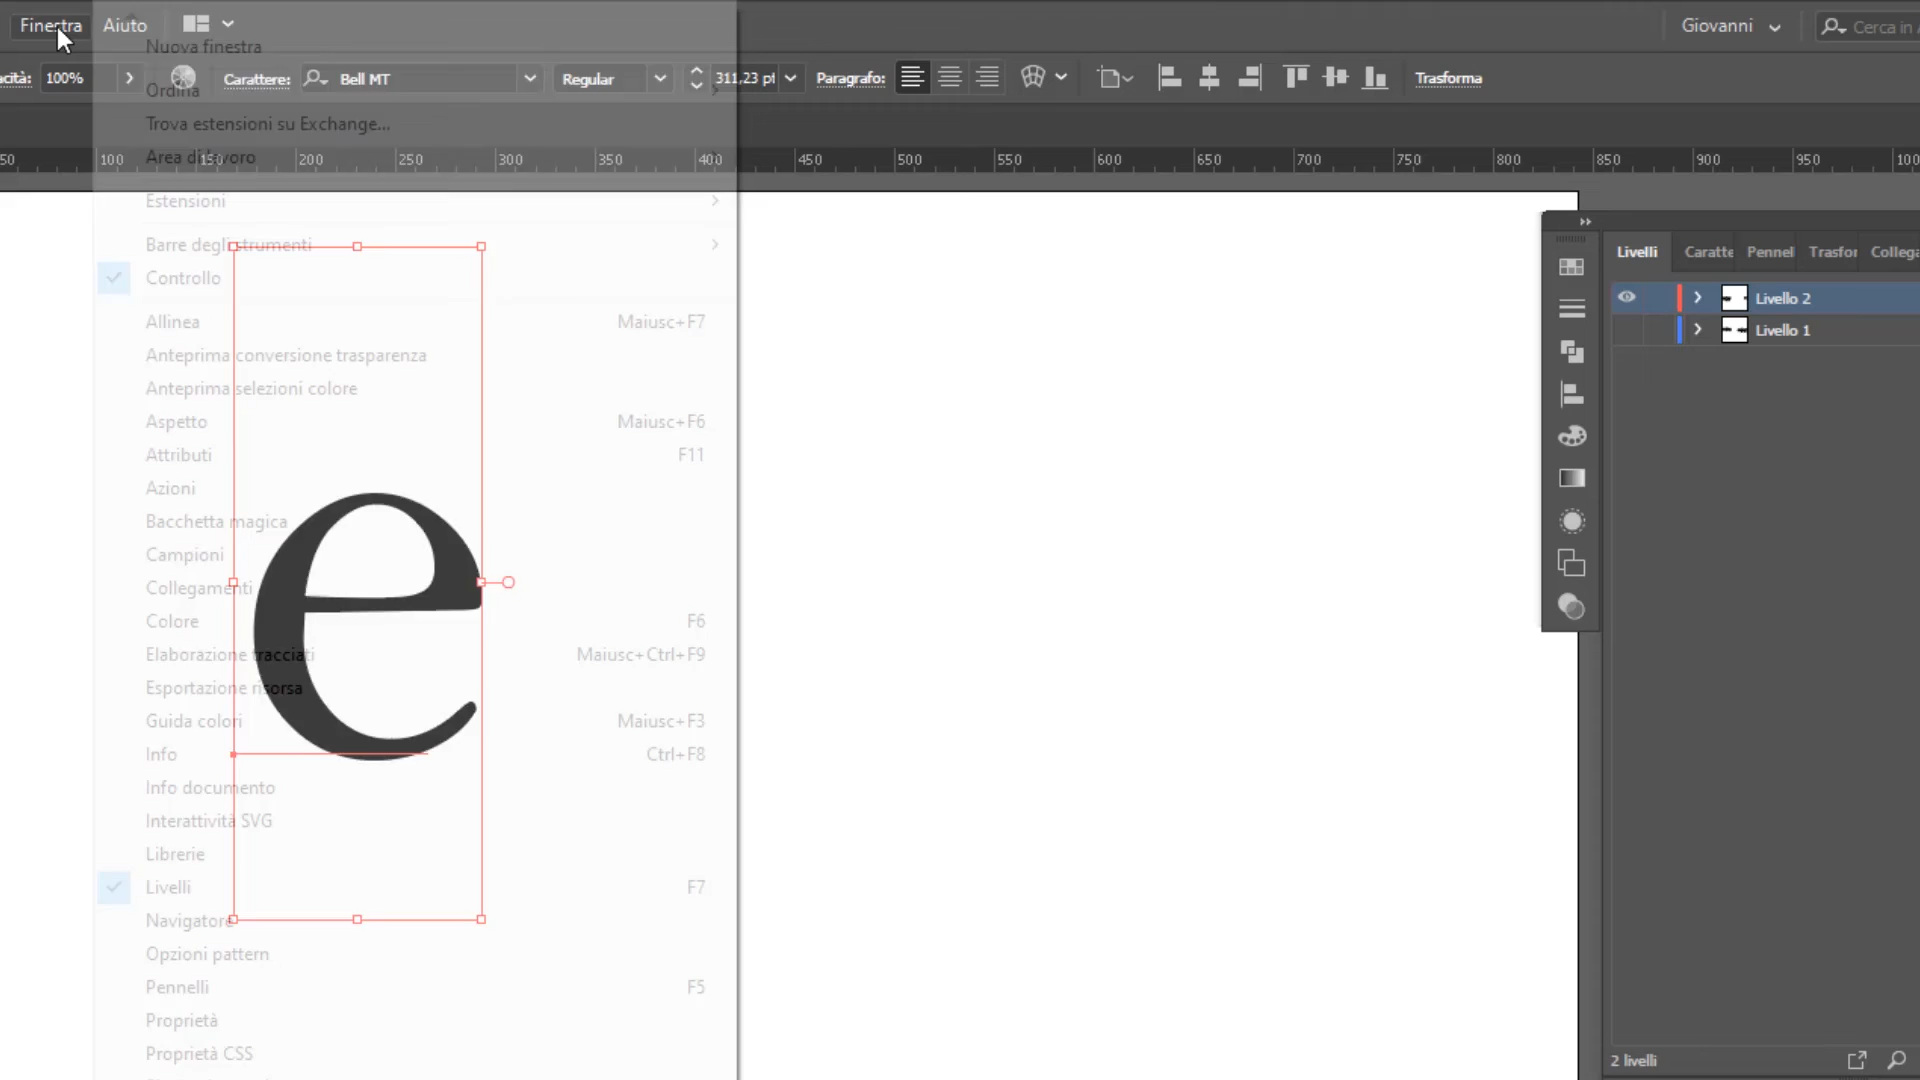 Finestra Aiuto Giovanni Cerca in
Nuova finestra
acità: 100% Carattere: Bell MT Regular 311,23 pt Paragrafo: Trasforma
Ordina
Trova estensioni su Exchange...
Area di lavoro
50 100 150 200 250 300 350 400 450 500 550 600 650 700 750 800 850 900 950 100
Estensioni
Barre degli strumenti
Controllo
Allinea Maiusc+F7
Anteprima conversione trasparenza
Anteprima selezioni colore
Aspetto Maiusc+F6
Attributi F11
Azioni
Bacchetta magica
Campioni
Collegamenti
Colore F6
Elaborazione tracciati Maiusc+Ctrl+F9
Esportazione risorsa
Guida colori Maiusc+F3
Info Ctrl+F8
Info documento
Interattività SVG
Librerie
Livelli F7
Navigatore
Opzioni pattern
Pennelli F5
Proprietà
Proprietà CSS
e
Livelli Caratte Pennel Trasfor Collega
Livello 2
Livello 1
2 livelli